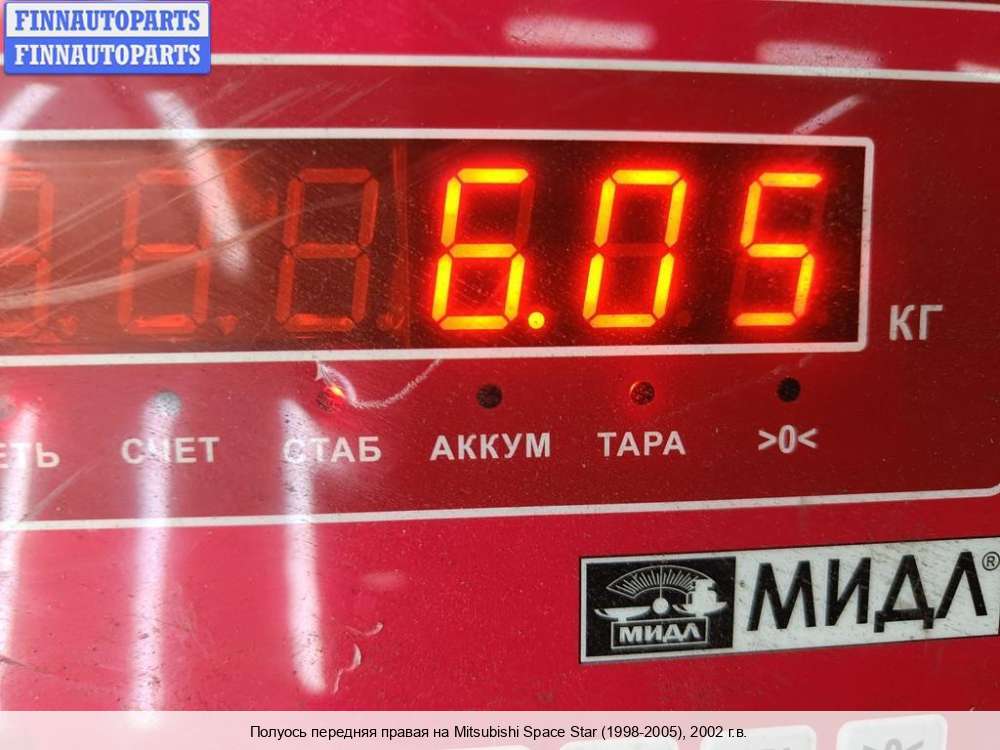 FINNAUTOPARTS
FINNAUTOPARTS
6.05
КГ
СЧЕТ СТАБ АККУМ ТАРА >0<
МИДЛ МИДЛ®
Полуось передняя правая на Mitsubishi Space Star (1998-2005), 2002 г.в.